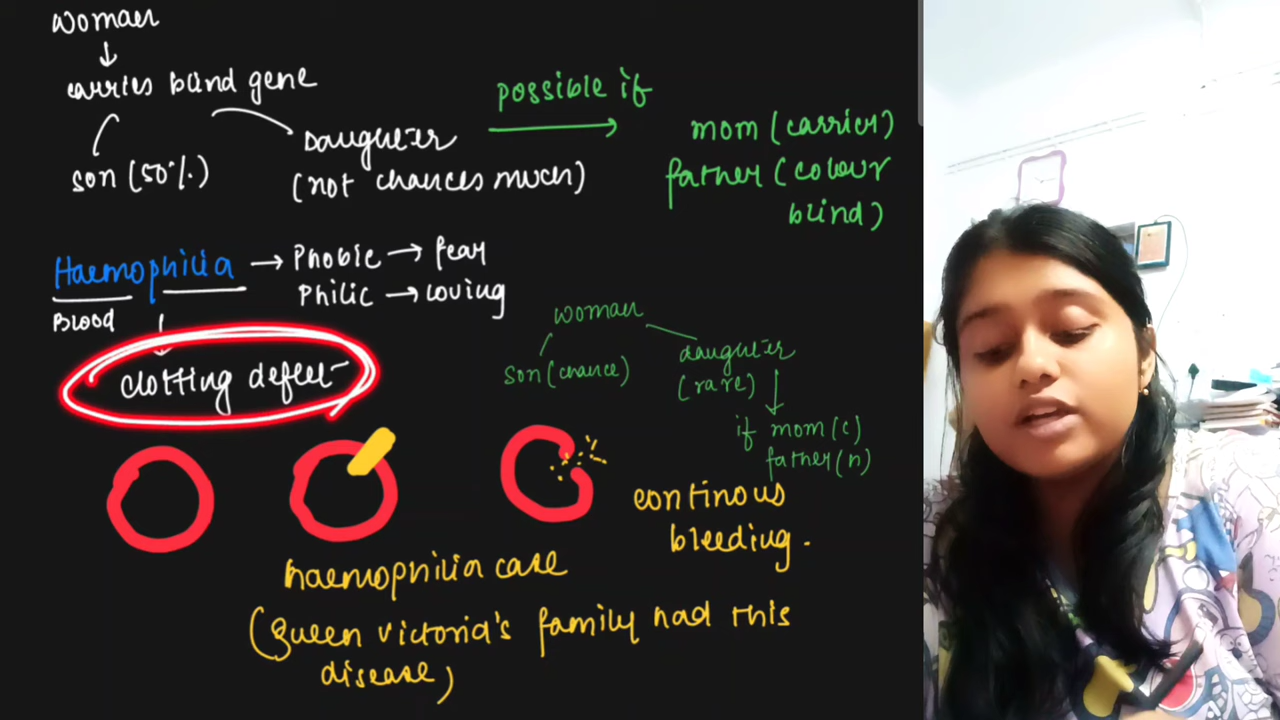 woman
carries blind gene
son (50%)
Daughter
(not chances much)
possible if
mom (carrier)
father (colour
blind)
Haemophilia → Phobic → fear
Philic → loving
Blood
clotting defect
woman
son (chance)
daughter
(rare)
if mom (c)
father (n)
continous
bleeding.
haemophilia case
(Queen victoria's family had this
disease)